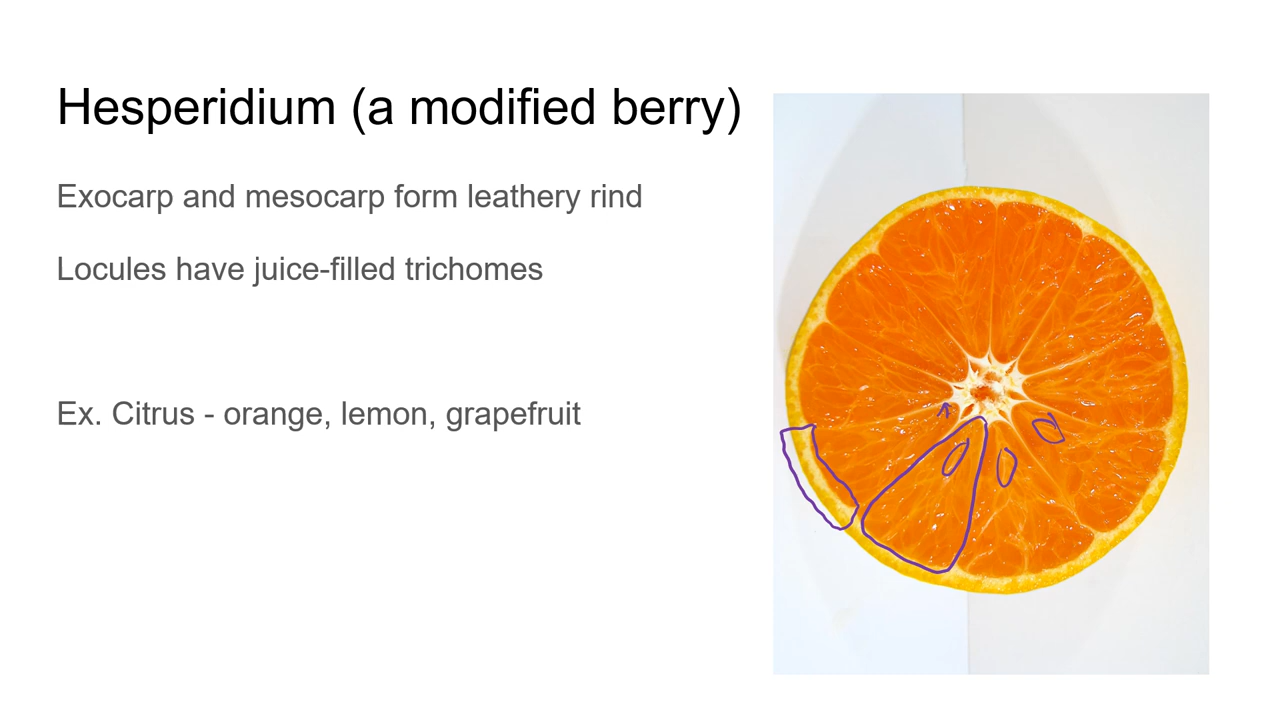 Hesperidium (a modified berry)
Exocarp and mesocarp form leathery rind
Locules have juice-filled trichomes
Ex. Citrus - orange, lemon, grapefruit